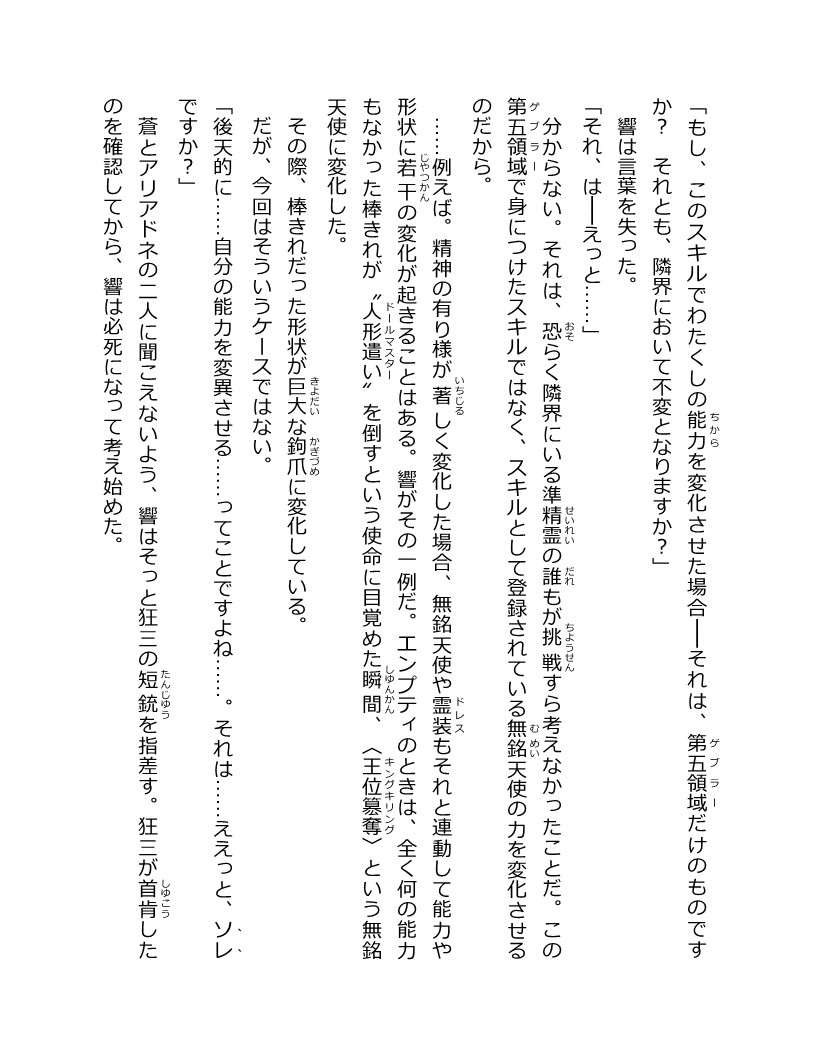 「もし、このスキルでわたくしの能力を変化させた場合――それは、第五領域だけのものです
か？　それとも、隣界において不変となりますか？」
　響は言葉を失った。
「それ、は――えっと……」
　分からない。それは、恐らく隣界にいる準精霊の誰もが挑戦すら考えなかったことだ。この
第五領域で身につけたスキルではなく、スキルとして登録されている無銘天使の力を変化させる
のだから。
　……例えば。精神の有り様が著しく変化した場合、無銘天使や霊装もそれと連動して能力や
形状に若干の変化が起きることはある。響がその一例だ。エンプティのときは、全く何の能力
もなかった棒きれが〝人形遣い〟を倒すという使命に目覚めた瞬間、〈王位簒奪〉という無銘
天使に変化した。
　その際、棒きれだった形状が巨大な鉤爪に変化している。
　だが、今回はそういうケースではない。
「後天的に……自分の能力を変異させる……ってことですよね……。それは……ええっと、ソレ
ですか？」
　蒼とアリアドネの二人に聞こえないよう、響はそっと狂三の短銃を指差す。狂三が首肯した
のを確認してから、響は必死になって考え始めた。